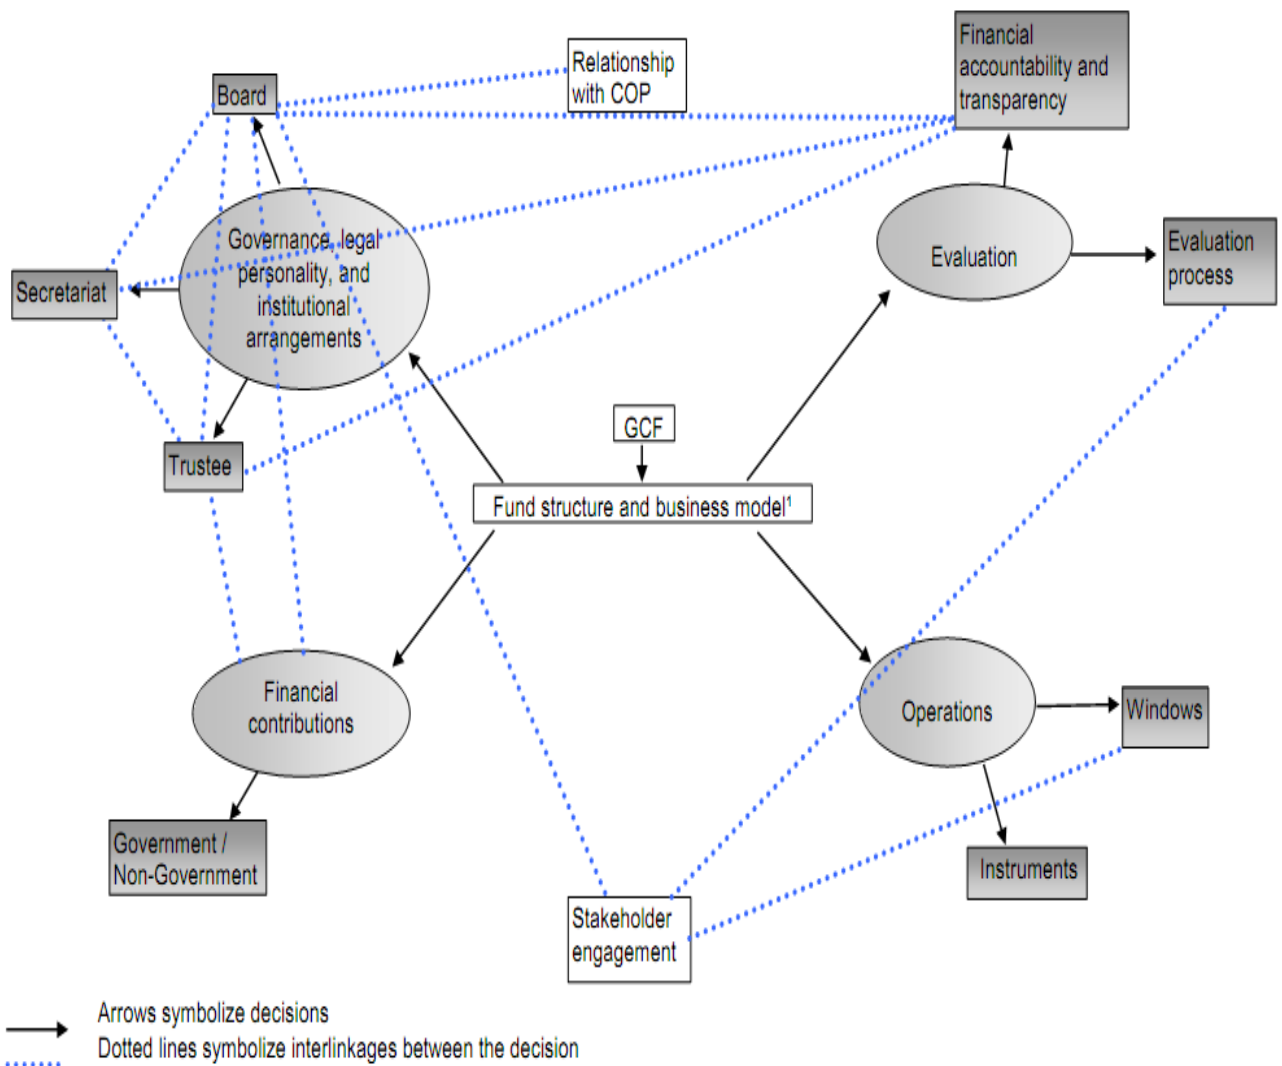 Financial
accountability and
transparency
Relationship
with COP
Board
Governance, legal
personality, and
institutional
arrangements
Evaluation
Evaluation
process
Secretariat
GCF
Trustee
Fund structure and business model¹
Financial
contributions
Operations
Windows
Government /
Non-Government
Instruments
Stakeholder
engagement
Arrows symbolize decisions
Dotted lines symbolize interlinkages between the decision